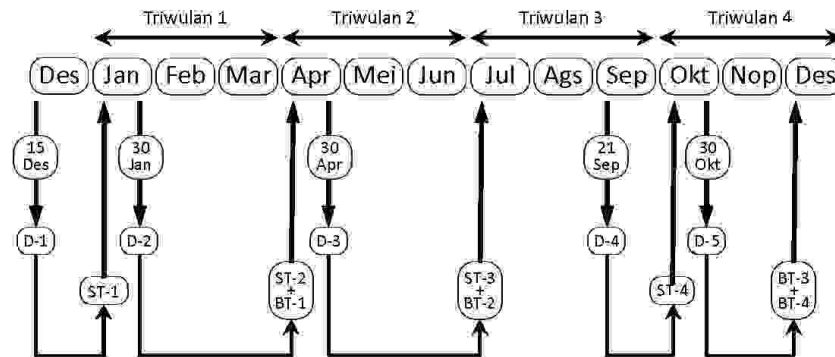 Triwulan 1 Triwulan 2 Triwulan 3 Triwulan 4
Des Jan Feb Mar Apr Mei Jun Jul Ags Sep Okt Nop Des
15 30 30 21 30
Des Jan Apr Sep Okt
D-1 D-2 D-3 D-4 D-5
ST-1 ST-2 ST-3 ST-4 BT-3
+ + +
BT-1 BT-2 BT-4